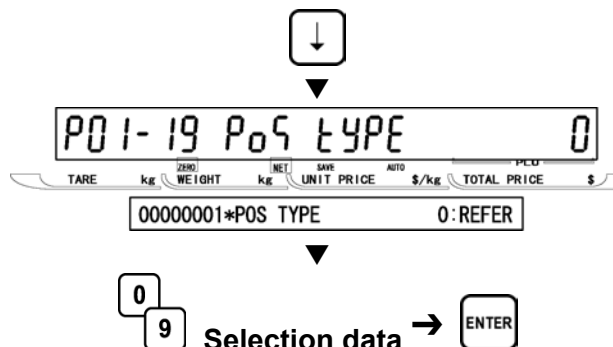 ↓
▼
P01-19 PoS tYPE 0
ZERO NET SAVE AUTO PLU
TARE kg WEIGHT kg UNIT PRICE $/kg TOTAL PRICE $
00000001*POS TYPE 0:REFER
▼
0
9 Selection data → ENTER